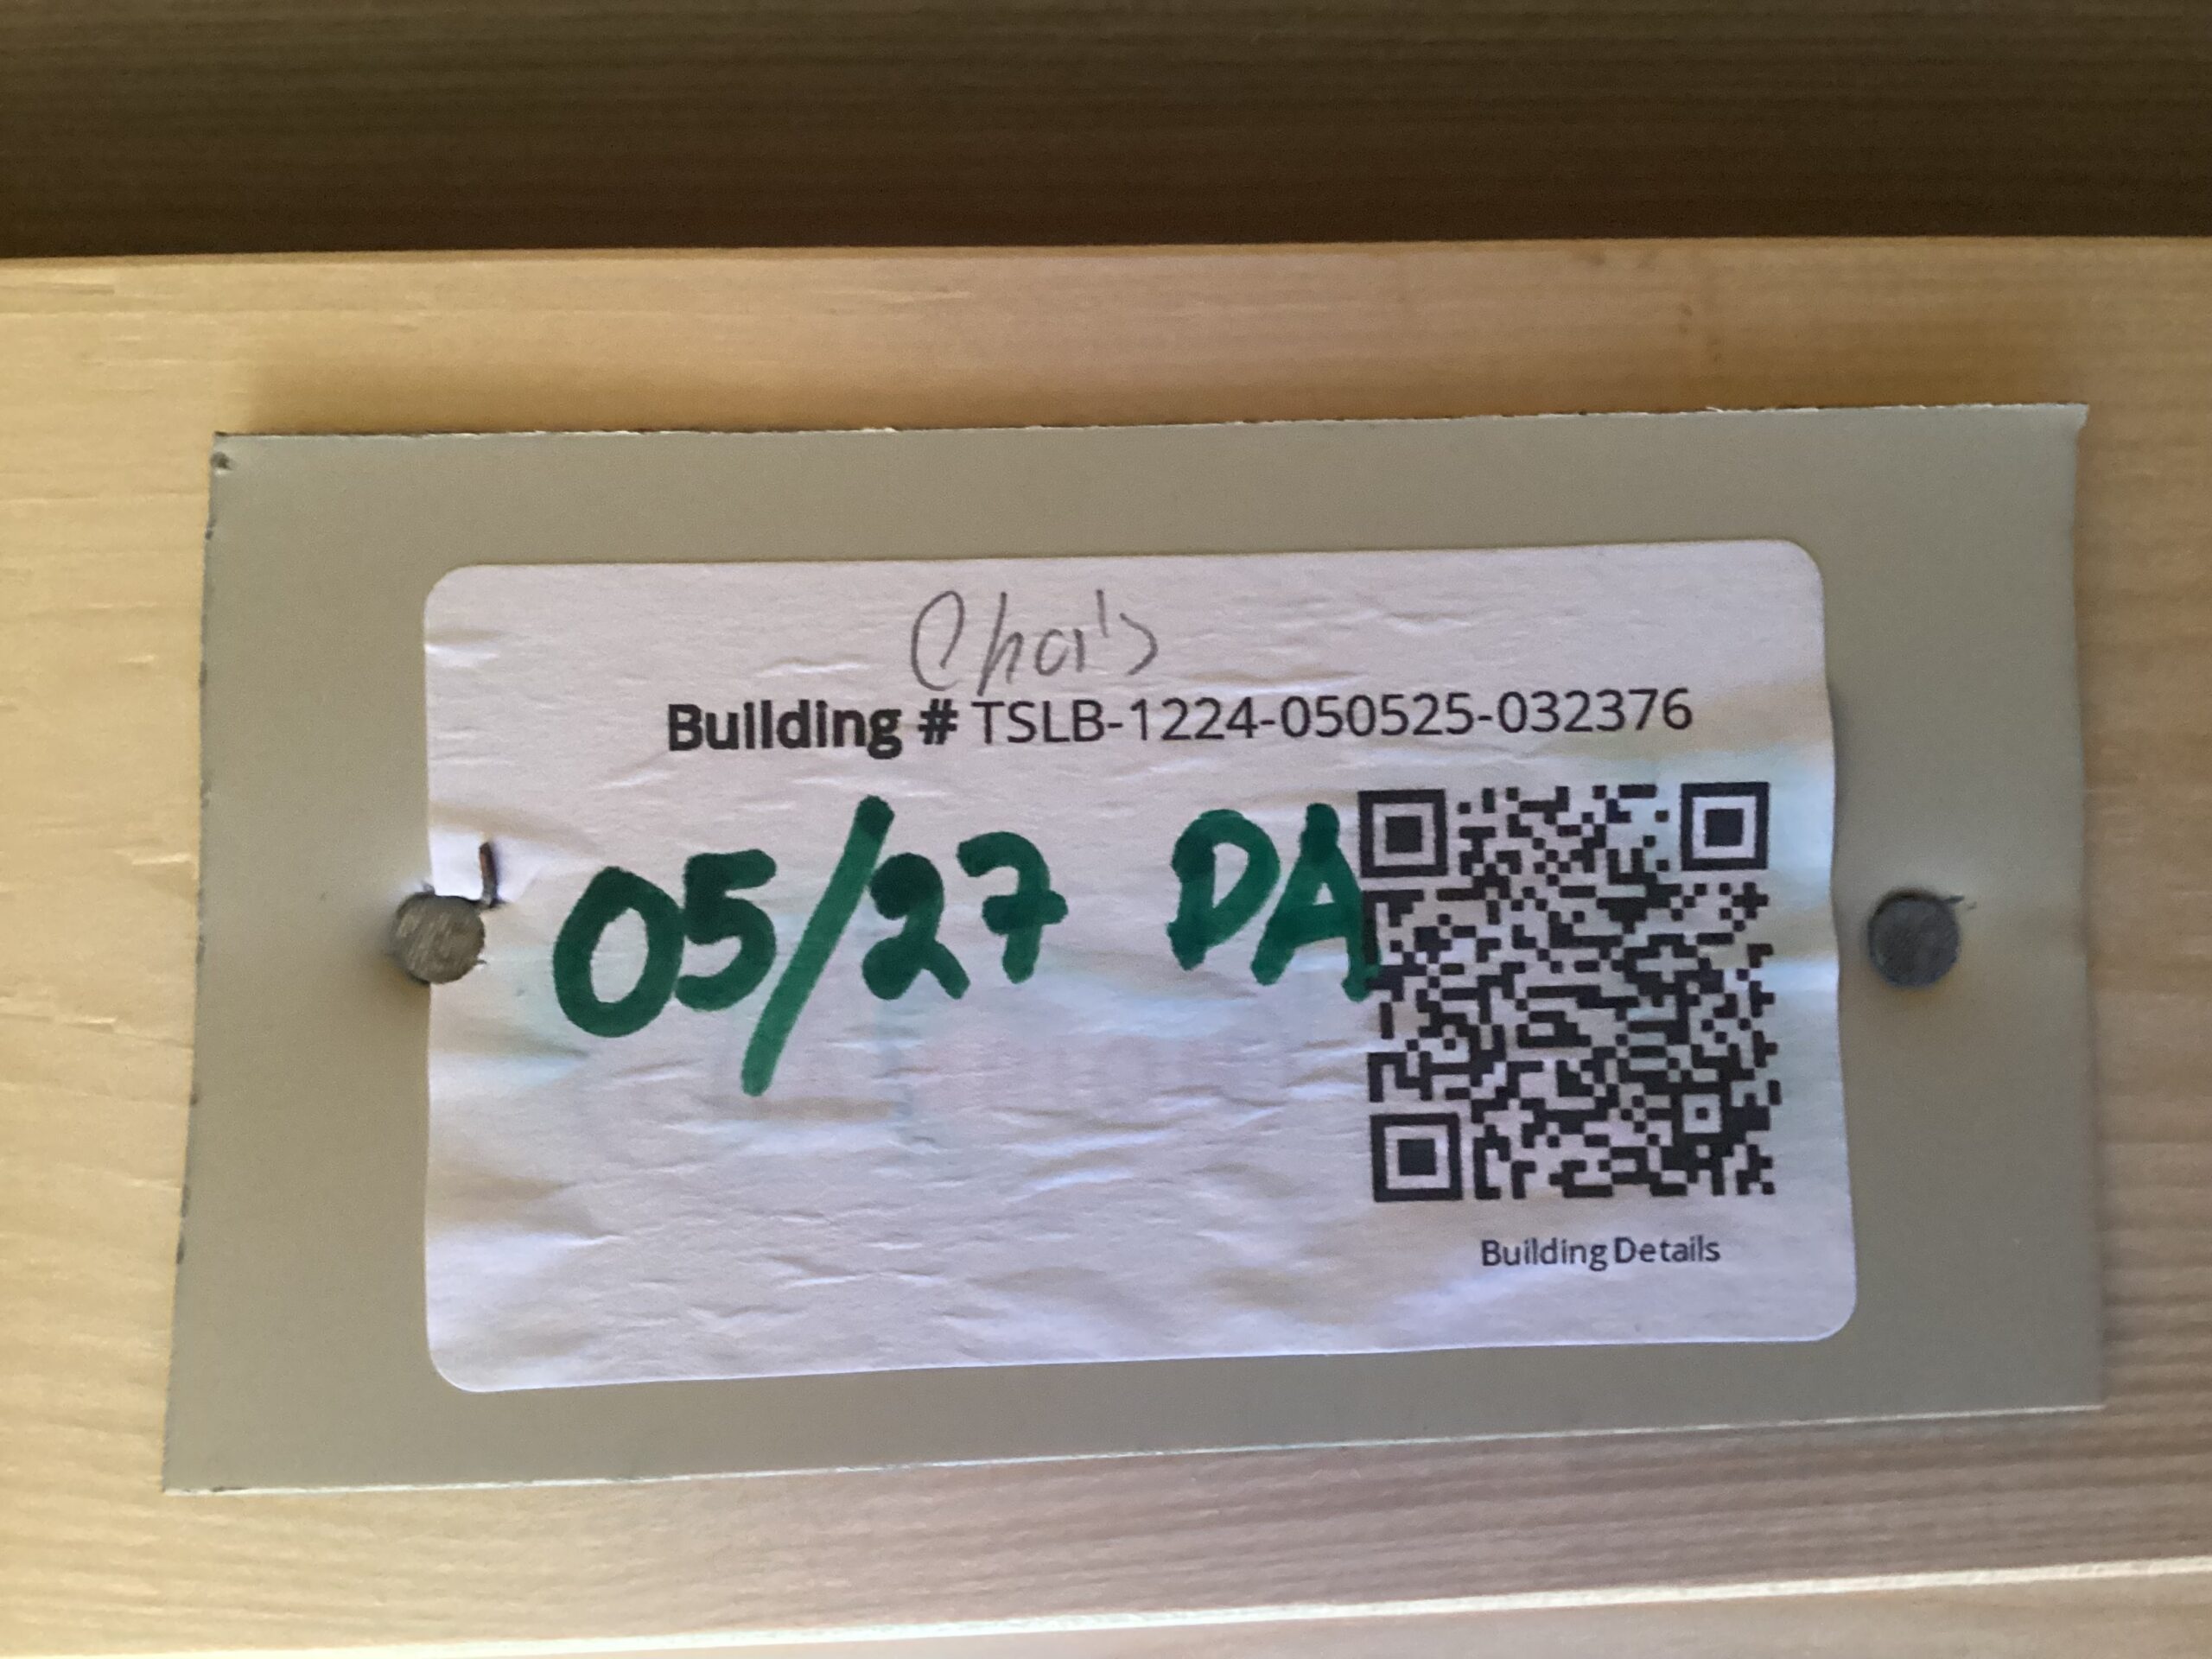 Building # TSLB-1224-050525-032376
05/27 DA
Building Details